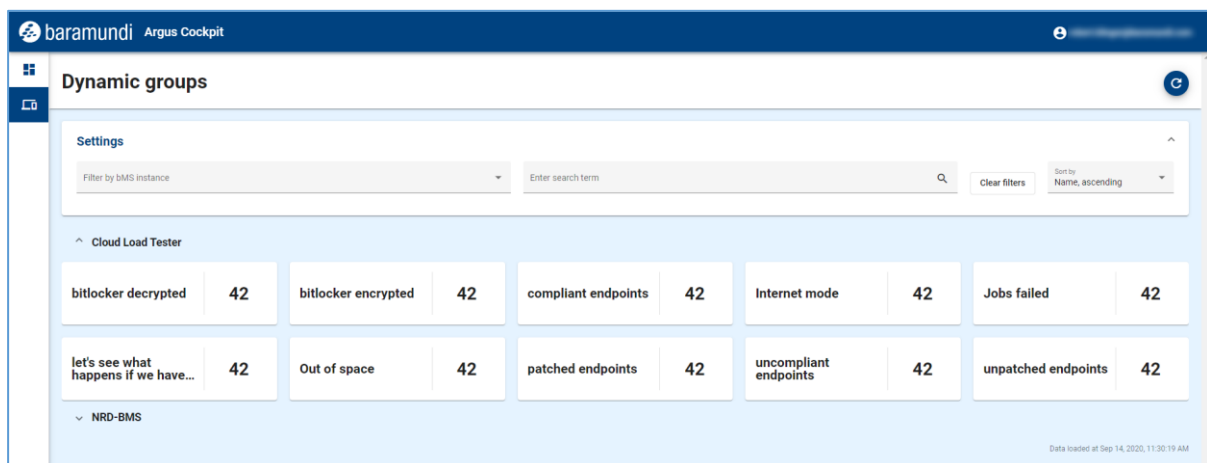 baramundi Argus Cockpit
Dynamic groups
Settings
Filter by bMS instance
Enter search term
Clear filters
Sort by
Name, ascending
Cloud Load Tester
bitlocker decrypted 42
bitlocker encrypted 42
compliant endpoints 42
Internet mode 42
Jobs failed 42
let's see what
happens if we have...
42
Out of space 42
patched endpoints 42
uncompliant
endpoints
42
unpatched endpoints 42
NRD-BMS
Data loaded at Sep 14, 2020, 11:30:19 AM